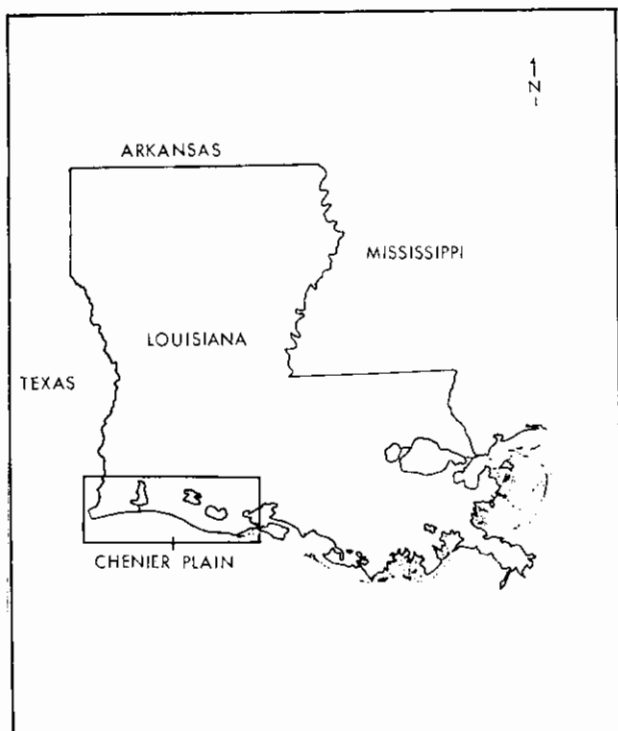 N
ARKANSAS
MISSISSIPPI
LOUISIANA
TEXAS
CHENIER PLAIN